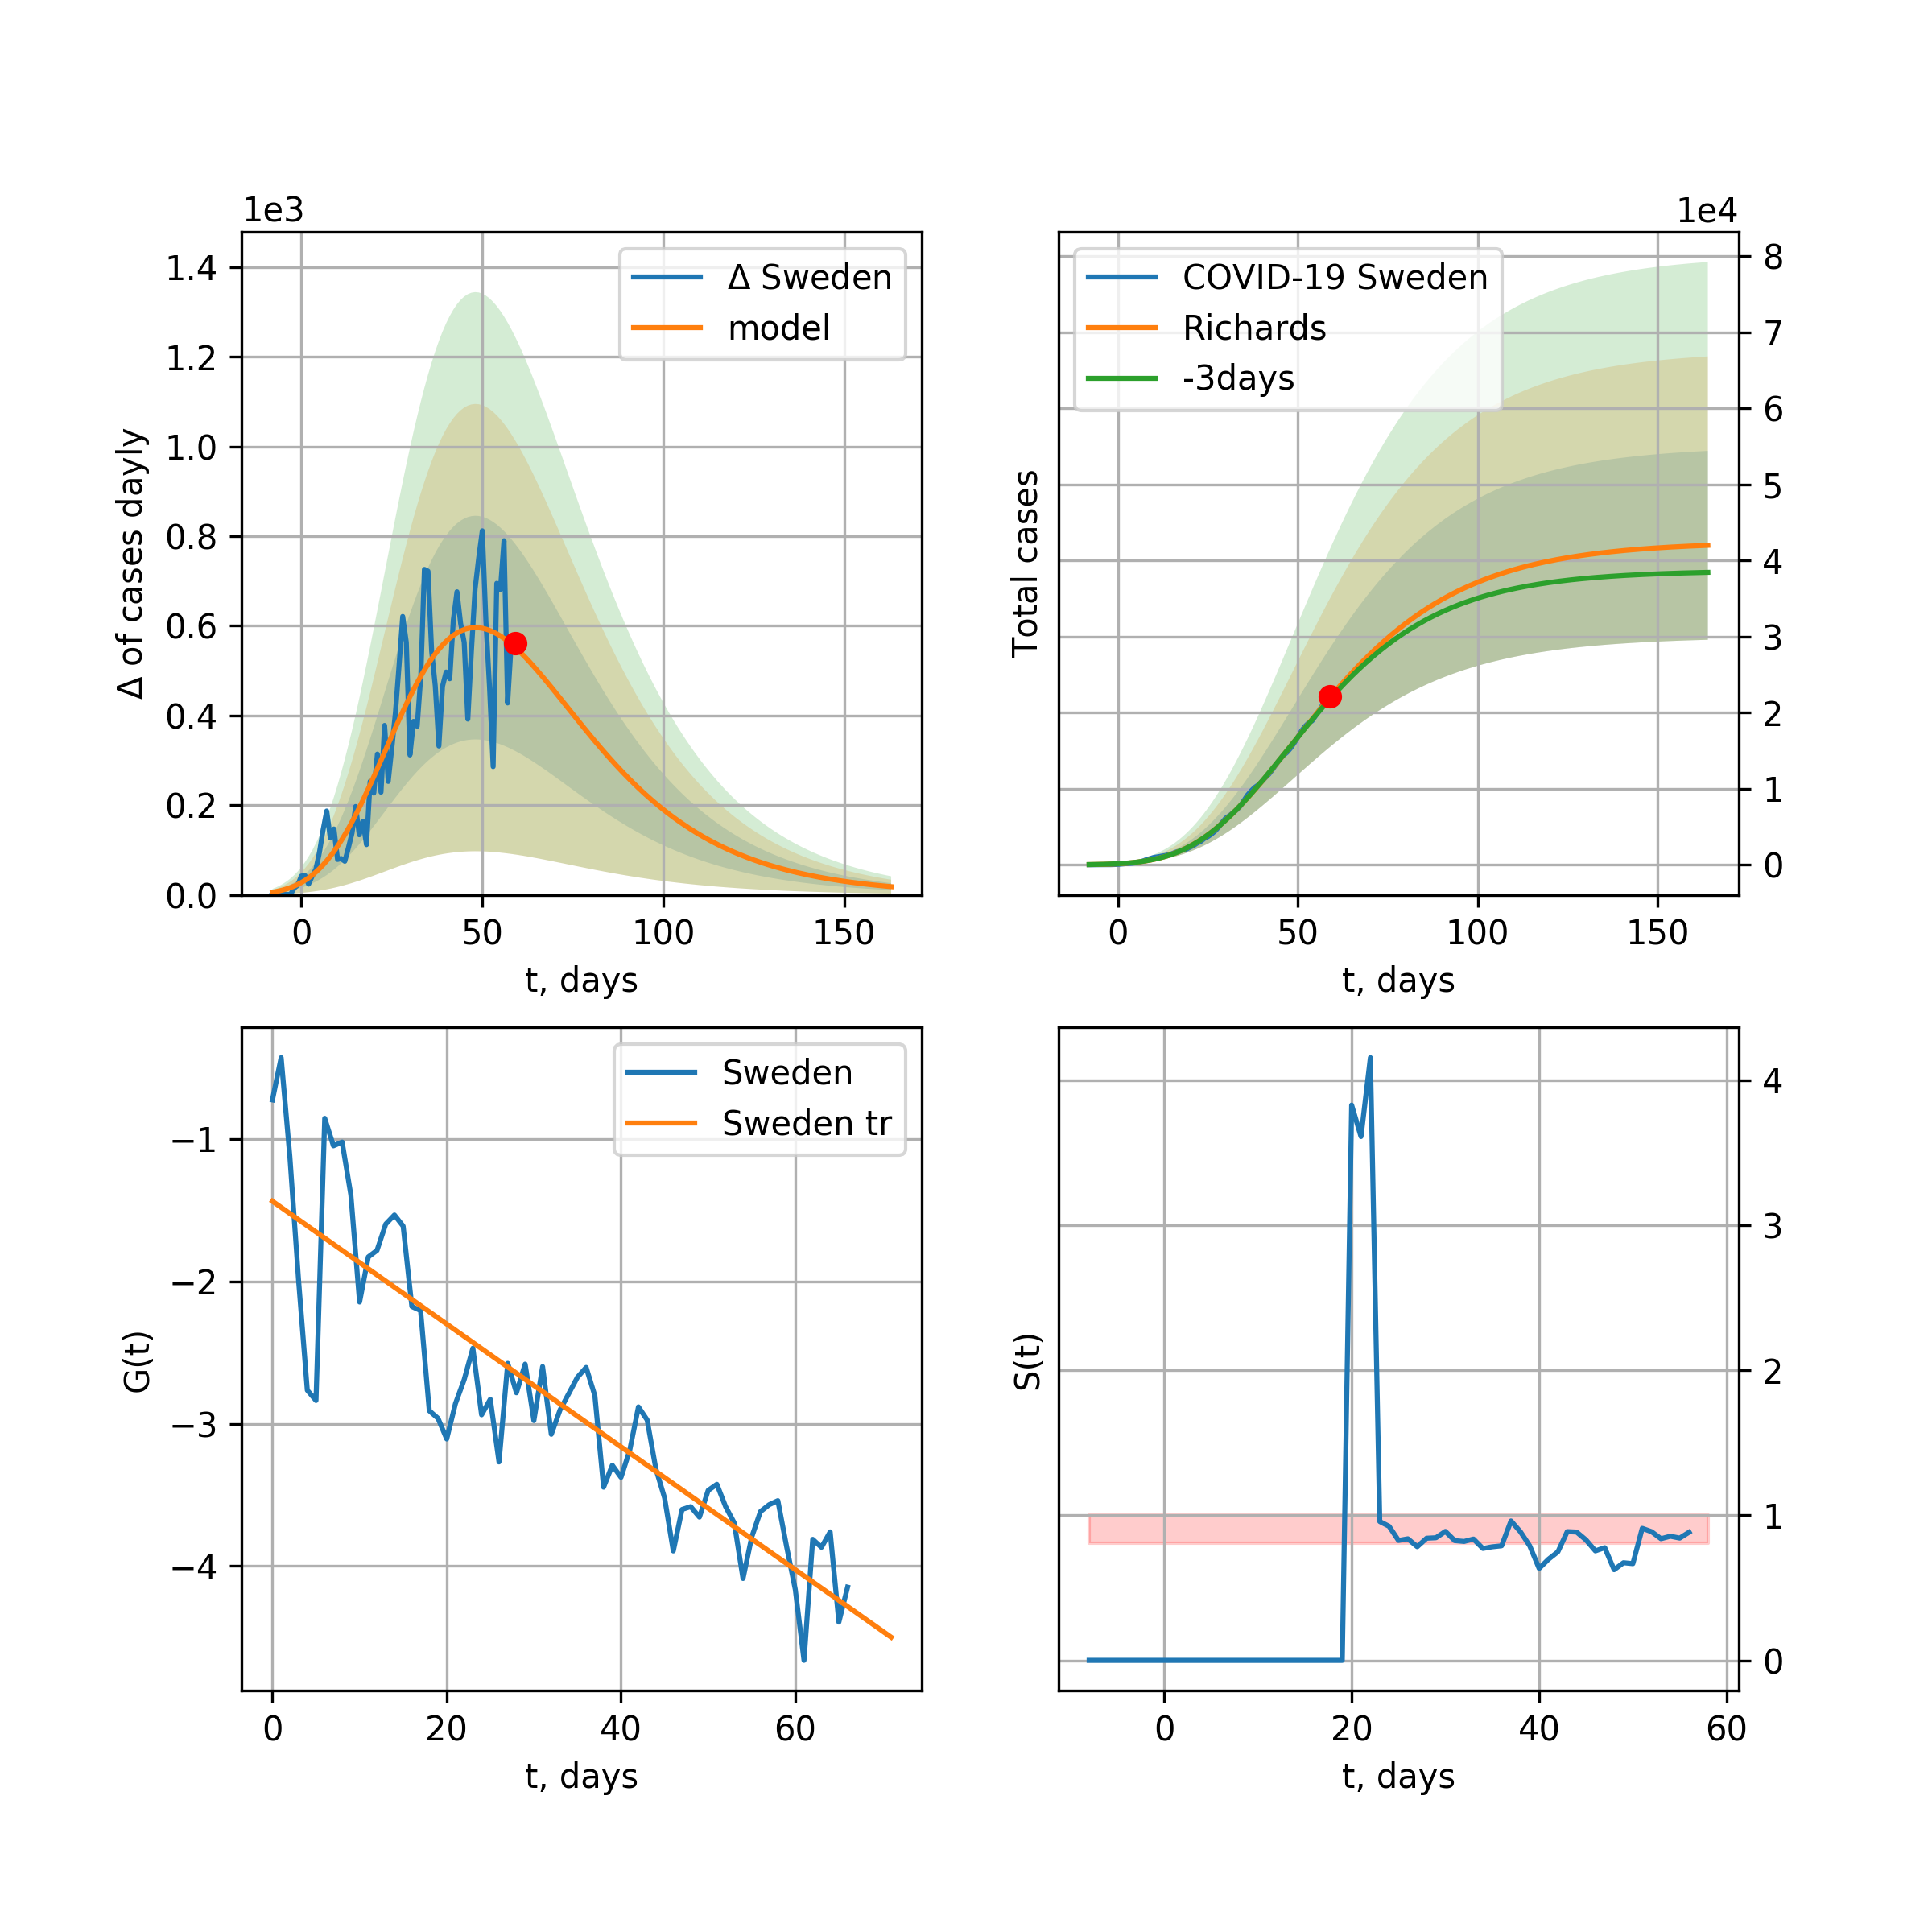 1e3
1.4
1.2
1.0
0.8
0.6
0.4
0.2
0.0
Δ of cases dayly
Δ Sweden
model
0 50 100 150
t, days
1e4
COVID-19 Sweden
Richards
-3days
Total cases
8
7
6
5
4
3
2
1
0
0 50 100 150
t, days
G(t)
−1
−2
−3
−4
Sweden
Sweden tr
0 20 40 60
t, days
S(t)
4
3
2
1
0
0 20 40 60
t, days